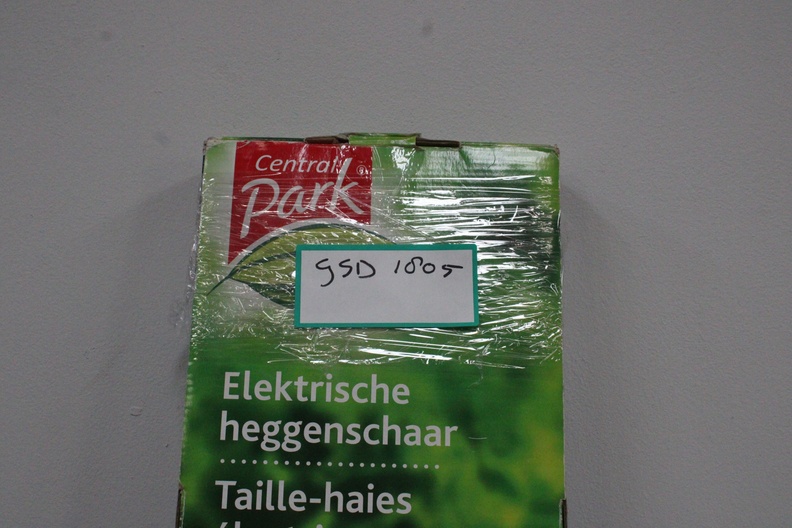 Central
Park
GSD 1805
Elektrische
heggenschaar
Taille-haies